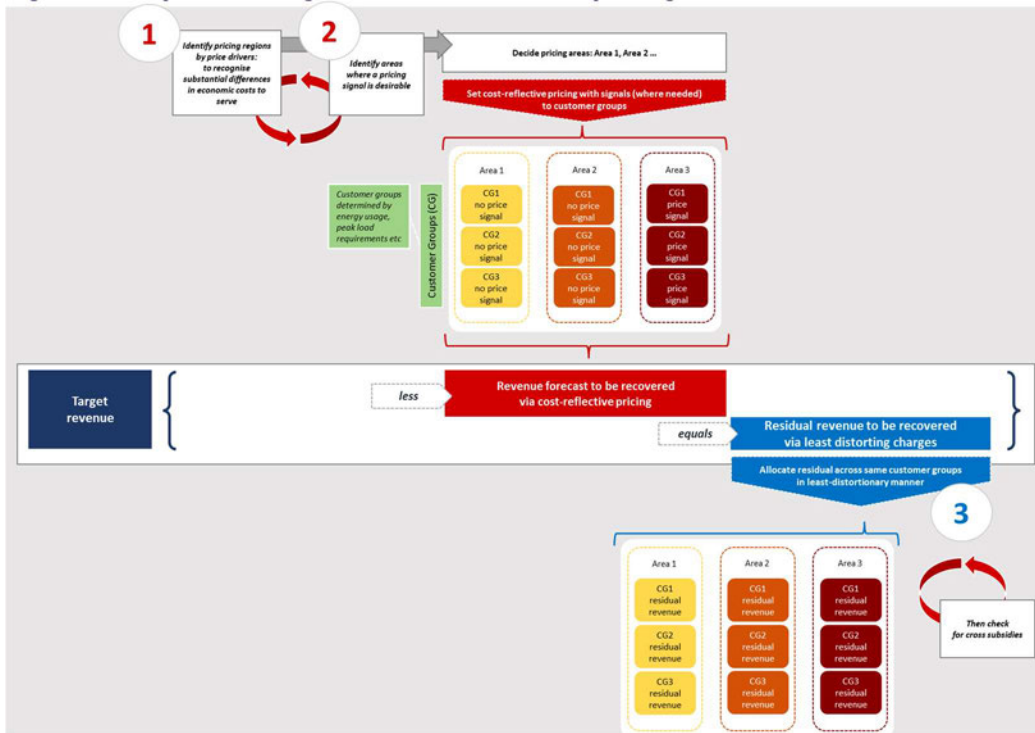 1
Identify pricing regions
by price drivers:
to recognise
substantial differences
in economic costs to
serve
2
Identify areas
where a pricing
signal is desirable
Decide pricing areas: Area 1, Area 2 ...
Set cost-reflective pricing with signals (where needed)
to customer groups
Customer groups
determined by
energy usage,
peak load
requirements etc
Customer Groups (CG)
Area 1
CG1
no price
signal
CG2
no price
signal
CG3
no price
signal
Area 2
CG1
no price
signal
CG2
no price
signal
CG3
no price
signal
Area 3
CG1
price
signal
CG2
price
signal
CG3
price
signal
Target
revenue
less
Revenue forecast to be recovered
via cost-reflective pricing
equals
Residual revenue to be recovered
via least distorting charges
Allocate residual across same customer groups
in least-distortionary manner
3
Area 1
CG1
residual
revenue
CG2
residual
revenue
CG3
residual
revenue
Area 2
CG1
residual
revenue
CG2
residual
revenue
CG3
residual
revenue
Area 3
CG1
residual
revenue
CG2
residual
revenue
CG3
residual
revenue
Then check
for cross subsidies